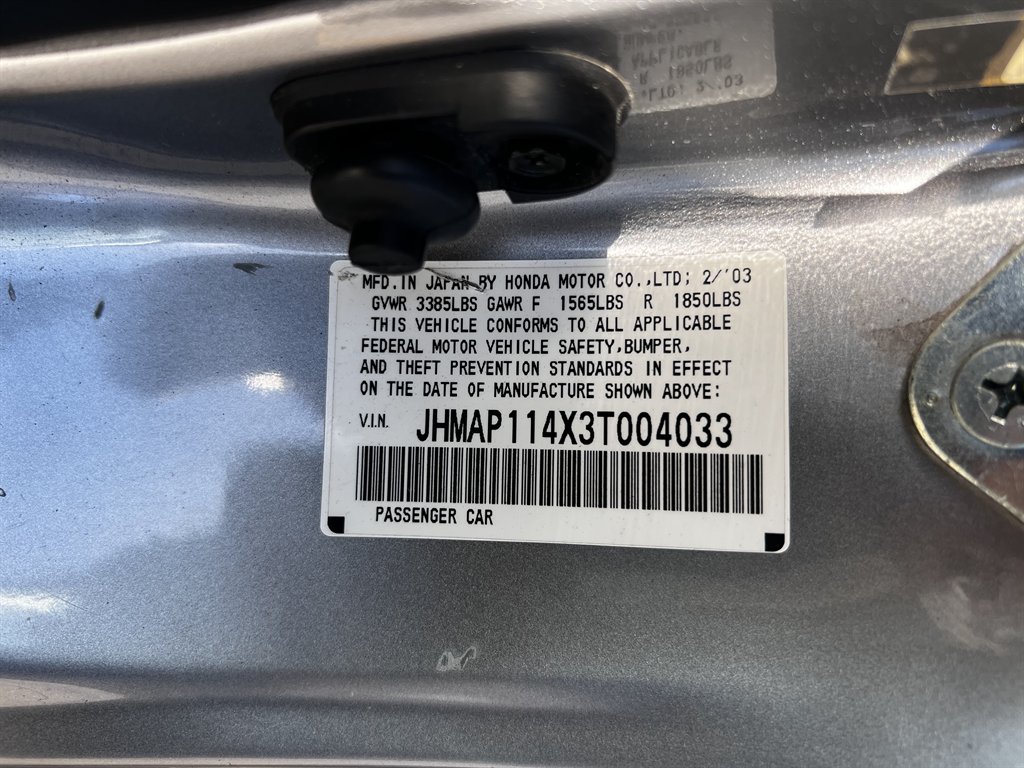 MFD. IN JAPAN BY HONDA MOTOR CO.,LTD; 2/'03
GVWR 3385LBS GAWR F 1565LBS R 1850LBS
THIS VEHICLE CONFORMS TO ALL APPLICABLE
FEDERAL MOTOR VEHICLE SAFETY,BUMPER,
AND THEFT PREVENTION STANDARDS IN EFFECT
ON THE DATE OF MANUFACTURE SHOWN ABOVE:
V.I.N. JHMAP114X3T004033
PASSENGER CAR